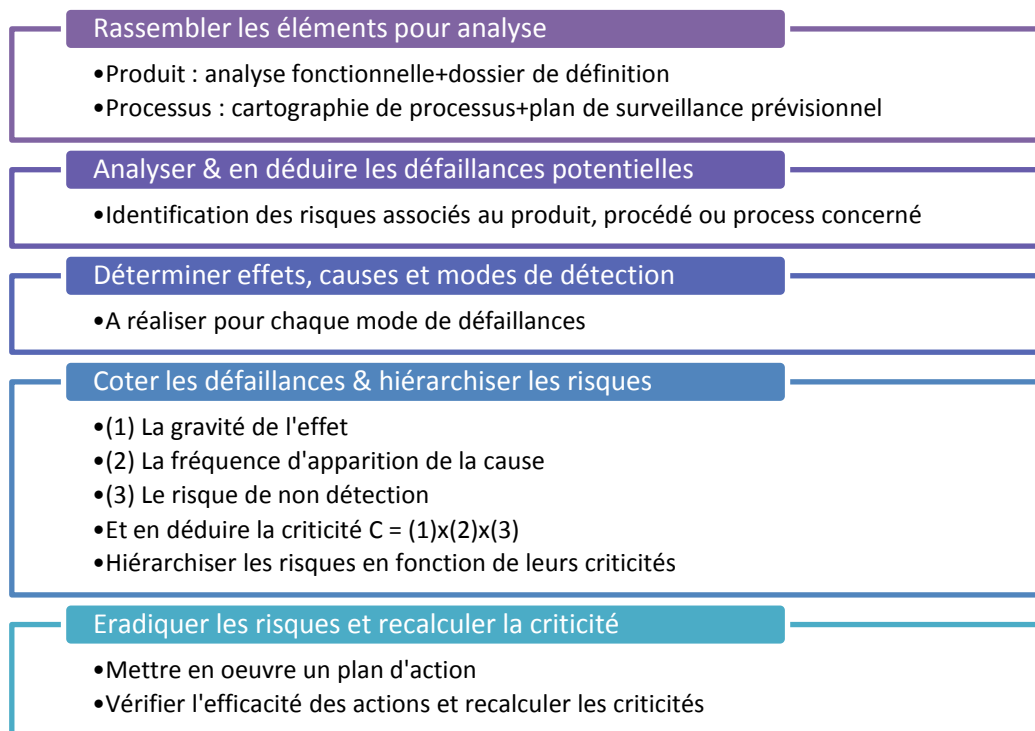 Rassembler les éléments pour analyse
•Produit : analyse fonctionnelle+dossier de définition
•Processus : cartographie de processus+plan de surveillance prévisionnel
Analyser & en déduire les défaillances potentielles
•Identification des risques associés au produit, procédé ou process concerné
Déterminer effets, causes et modes de détection
•A réaliser pour chaque mode de défaillances
Coter les défaillances & hiérarchiser les risques
•(1) La gravité de l'effet
•(2) La fréquence d'apparition de la cause
•(3) Le risque de non détection
•Et en déduire la criticité C = (1)x(2)x(3)
•Hiérarchiser les risques en fonction de leurs criticités
Eradiquer les risques et recalculer la criticité
•Mettre en oeuvre un plan d'action
•Vérifier l'efficacité des actions et recalculer les criticités